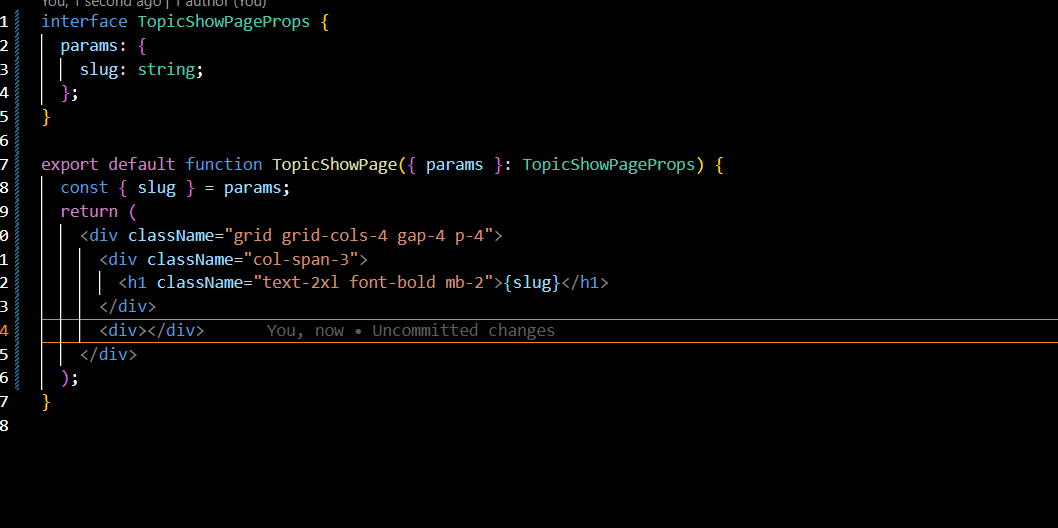 You, 1 second ago | 1 author (You)
1 interface TopicShowPageProps {
2 params: {
3 slug: string;
4 };
5 }
6
7 export default function TopicShowPage({ params }: TopicShowPageProps) {
8 const { slug } = params;
9 return (
0 <div className="grid grid-cols-4 gap-4 p-4">
1 <div className="col-span-3">
2 <h1 className="text-2xl font-bold mb-2">{slug}</h1>
3 </div>
4 <div></div> You, now • Uncommitted changes
5 </div>
6 );
7 }
8